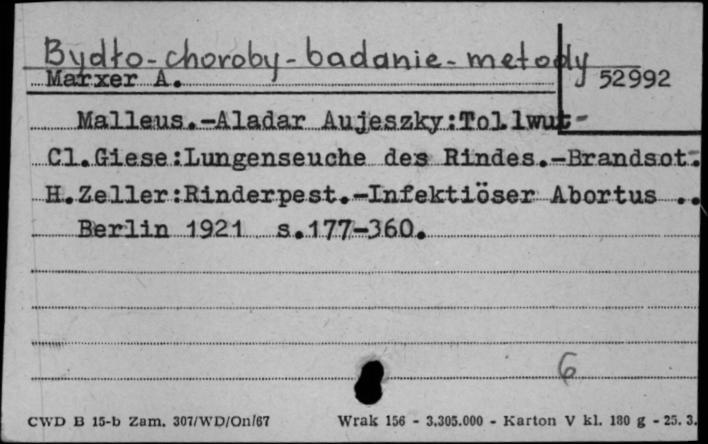 Bydło - choroby - badanie - metody
Marxer A.
52992
Malleus.-Aladar Aujeszky:Tollwut-
Cl.Giese:Lungenseuche des Rindes.-Brandsot.
H.Zeller:Rinderpest.-Infektiöser Abortus ..
Berlin 1921 s.177-360.
6
CWD B 15-b Zam. 307/WD/On/67 Wrak 156 - 3.305.000 - Karton V kl. 180 g - 25. 3.